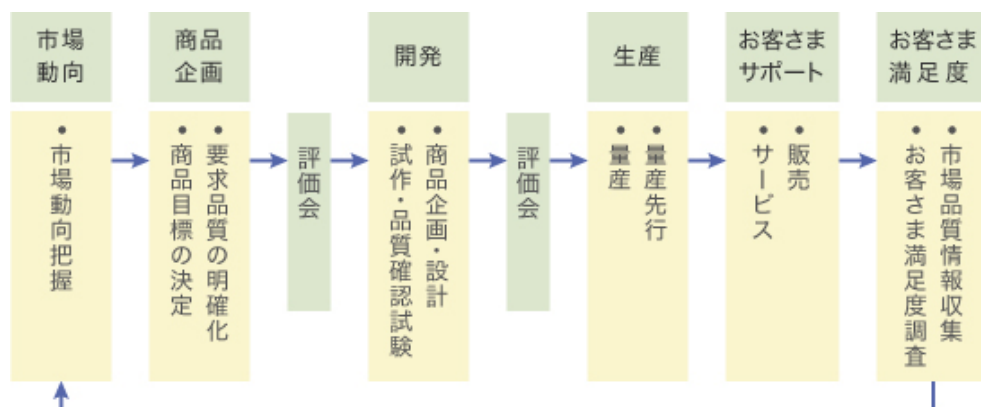 市場
動向
商品
企画
開発
生産
お客さま
サポート
お客さま
満足度
• 市場動向把握
• 要求品質の明確化
• 商品目標の決定
評価会
• 商品企画・設計
• 試作・品質確認試験
評価会
• 量産先行
• 量産
• 販売
• サービス
• 市場品質情報収集
• お客さま満足度調査